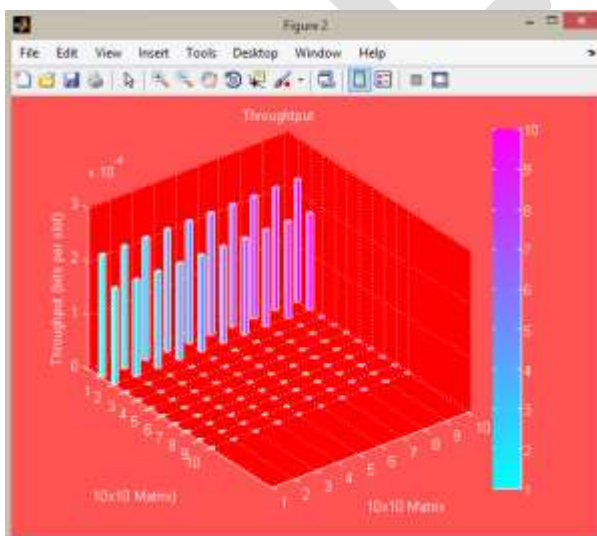 Figure 2
File Edit View Insert Tools Desktop Window Help
Throughtput
x 10
3
2
1
0
Throughtput (bits per slot)
1 2 3 4 5 6 7 8 9 10
10x10 Matrix)
1 2 3 4 5 6 7 8 9 10
10x10 Matrix
10
9
8
7
6
5
4
3
2
1